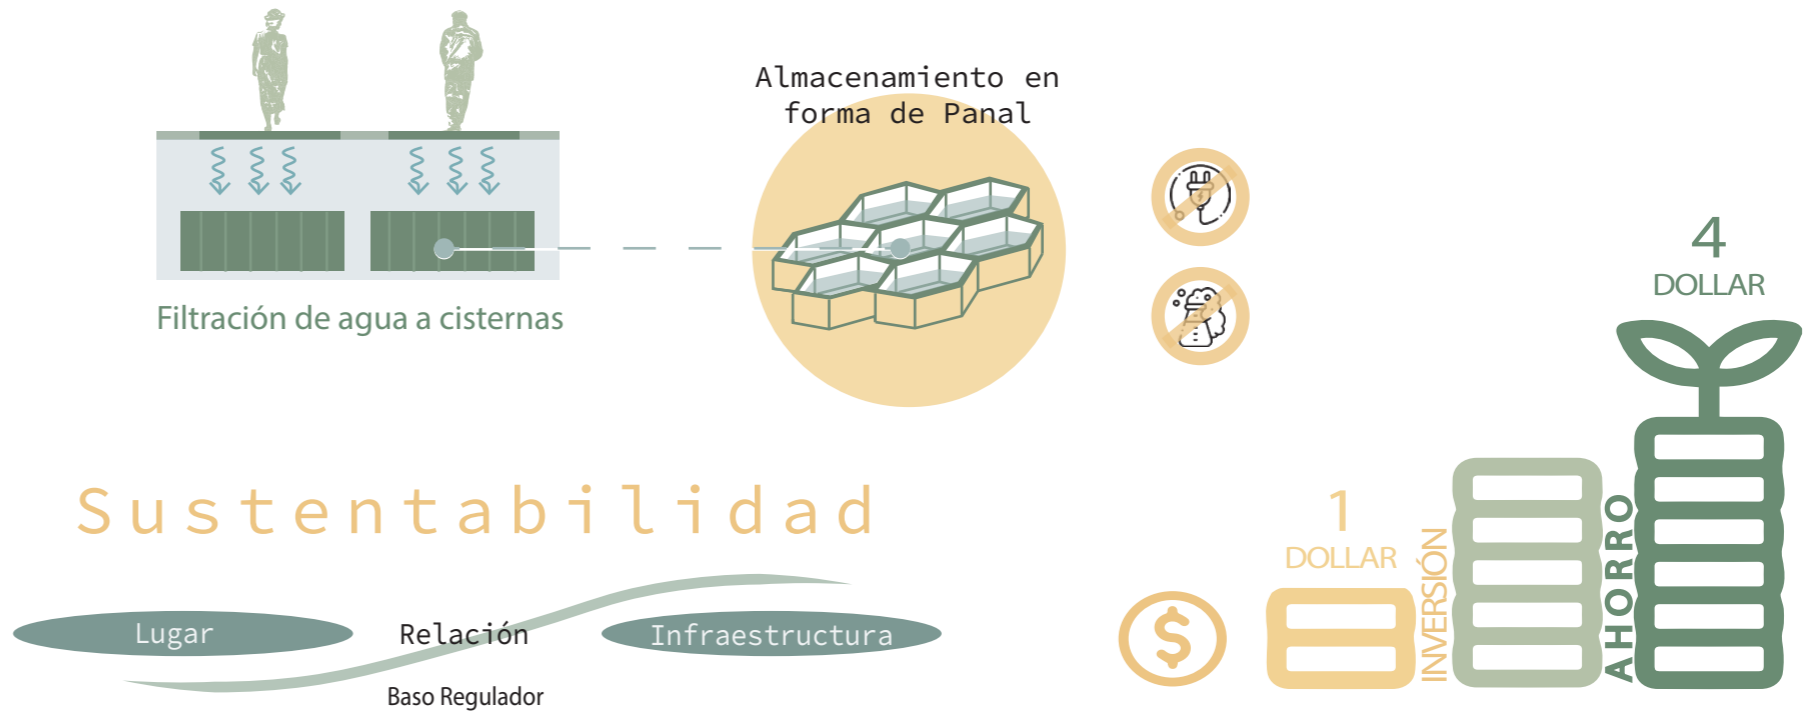 Almacenamiento en
forma de Panal
Filtración de agua a cisternas
4
DOLLAR
Sustentabilidad
1
DOLLAR
INVERSIÓN
AHORRO
Lugar
Relación
Infraestructura
Baso Regulador
$